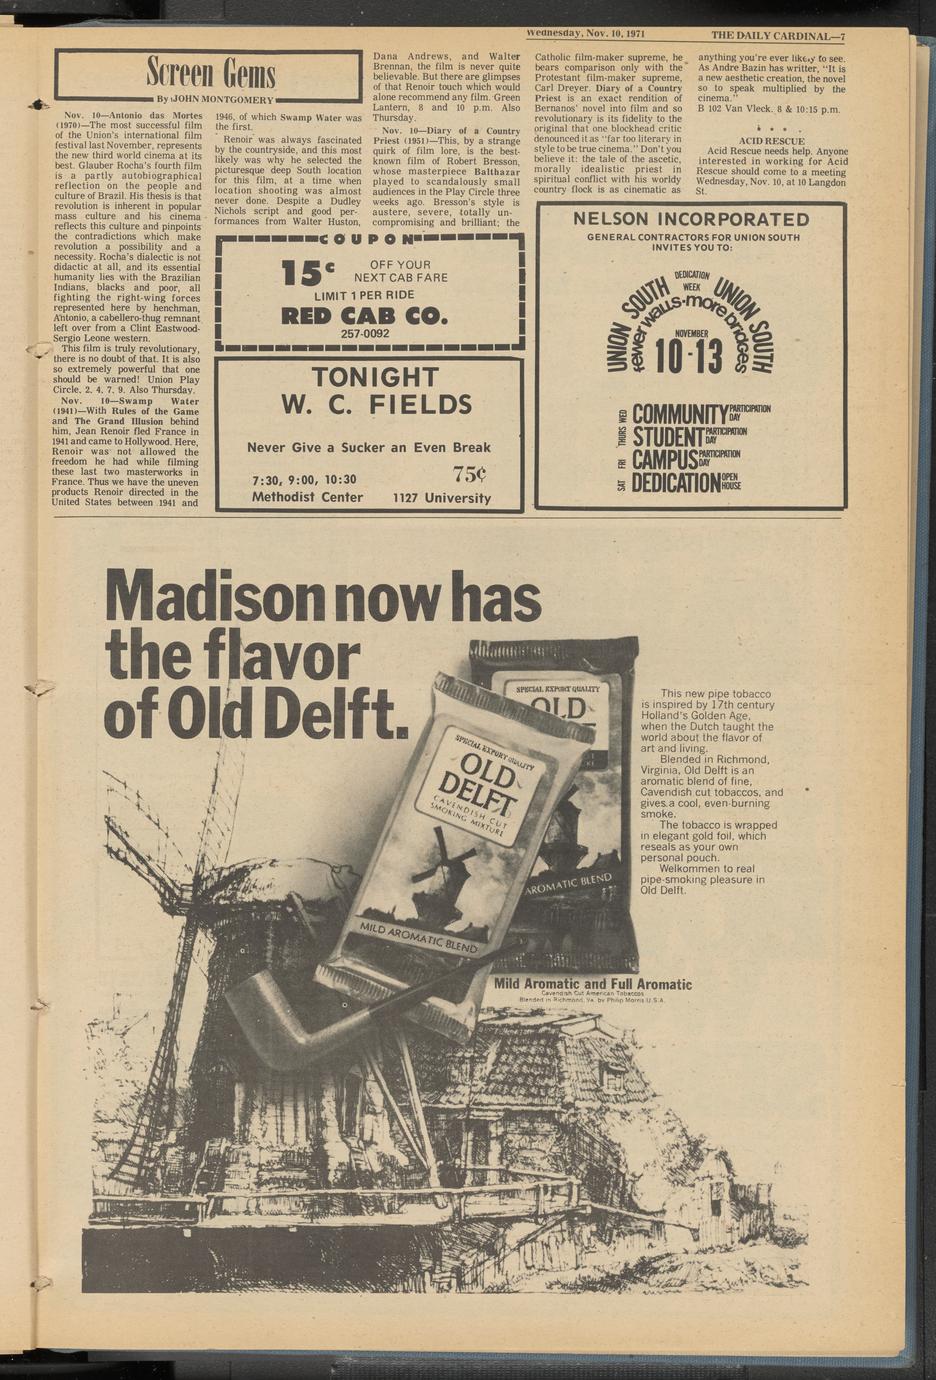 Wednesday, Nov. 10, 1971
THE DAILY CARDINAL—7
Screen Gems
By JOHN MONTGOMERY
Nov. 10—Antonio das Mortes
(1970)—The most successful film
of the Union's international film
festival last November, represents
the new third world cinema at its
best. Glauber Rocha's fourth film
is a partly autobiographical
reflection on the people and
culture of Brazil. His thesis is that
revolution is inherent in popular
mass culture and his cinema
reflects this culture and pinpoints
the contradictions which make
revolution a possibility and a
necessity. Rocha's dialectic is not
didactic at all, and its essential
humanity lies with the Brazilian
Indians, blacks and poor, all
fighting the right-wing forces
represented here by henchman,
Antonio, a cabellero-thug remnant
left over from a Clint Eastwood-
Sergio Leone western.
This film is truly revolutionary,
there is no doubt of that. It is also
so extremely powerful that one
should be warned! Union Play
Circle, 2, 4, 7, 9. Also Thursday.
Nov. 10—Swamp Water
(1941)—With Rules of the Game
and The Grand Illusion behind
him, Jean Renoir fled France in
1941 and came to Hollywood. Here,
Renoir was not allowed the
freedom he had while filming
these last two masterworks in
France. Thus we have the uneven
products Renoir directed in the
United States between 1941 and
1946, of which Swamp Water was
the first.
Renoir was always fascinated
by the countryside, and this most
likely was why he selected the
picturesque deep South location
for this film, at a time when
location shooting was almost
never done. Despite a Dudley
Nichols script and good per-
formances from Walter Huston,
Dana Andrews, and Walter
Brennan, the film is never quite
believable. But there are glimpses
of that Renoir touch which would
alone recommend any film. Green
Lantern, 8 and 10 p.m. Also
Thursday.
Nov. 10—Diary of a Country
Priest (1951)—This, by a strange
quirk of film lore, is the best-
known film of Robert Bresson,
whose masterpiece Balthazar
played to scandalously small
audiences in the Play Circle three
weeks ago. Bresson's style is
austere, severe, totally un-
compromising and brilliant; the
Catholic film-maker supreme, he
bears comparison only with the
Protestant film-maker supreme,
Carl Dreyer. Diary of a Country
Priest is an exact rendition of
Bernanos' novel into film and so
revolutionary is its fidelity to the
original that one blockhead critic
denounced it as "far too literary in
style to be true cinema." Don't you
believe it: the tale of the ascetic,
morally idealistic priest in
spiritual conflict with his worldy
country flock is as cinematic as
anything you're ever likely to see.
As Andre Bazin has writter, "It is
a new aesthetic creation, the novel
so to speak multiplied by the
cinema."
B 102 Van Vleck. 8 & 10:15 p.m.
* * * *
ACID RESCUE
Acid Rescue needs help. Anyone
interested in working for Acid
Rescue should come to a meeting
Wednesday, Nov. 10, at 10 Langdon
St.
COUPON
15¢ OFF YOUR
NEXT CAB FARE
LIMIT 1 PER RIDE
RED CAB CO.
257-0092
TONIGHT
W. C. FIELDS
Never Give a Sucker an Even Break
7:30, 9:00, 10:30 75¢
Methodist Center 1127 University
NELSON INCORPORATED
GENERAL CONTRACTORS FOR UNION SOUTH
INVITES YOU TO:
UNION SOUTH DEDICATION WEEK UNION SOUTH
fewer walls-more bridges
NOVEMBER
10-13
WED COMMUNITY PARTICIPATION DAY
THURS STUDENT PARTICIPATION DAY
FRI CAMPUS PARTICIPATION DAY
SAT DEDICATION OPEN HOUSE
Madison now has
the flavor
of Old Delft.
SPECIAL EXPORT QUALITY
OLD
AROMATIC BLEND
SPECIAL EXPORT QUALITY
OLD
DELFT
CAVENDISH CUT
SMOKING MIXTURE
MILD AROMATIC BLEND
This new pipe tobacco
is inspired by 17th century
Holland's Golden Age,
when the Dutch taught the
world about the flavor of
art and living.
Blended in Richmond,
Virginia, Old Delft is an
aromatic blend of fine,
Cavendish cut tobaccos, and
gives a cool, even-burning
smoke.
The tobacco is wrapped
in elegant gold foil, which
reseals as your own
personal pouch.
Welkommen to real
pipe-smoking pleasure in
Old Delft.
Mild Aromatic and Full Aromatic
Cavendish Cut American Tobaccos
Blended in Richmond, Va. by Philip Morris U.S.A.